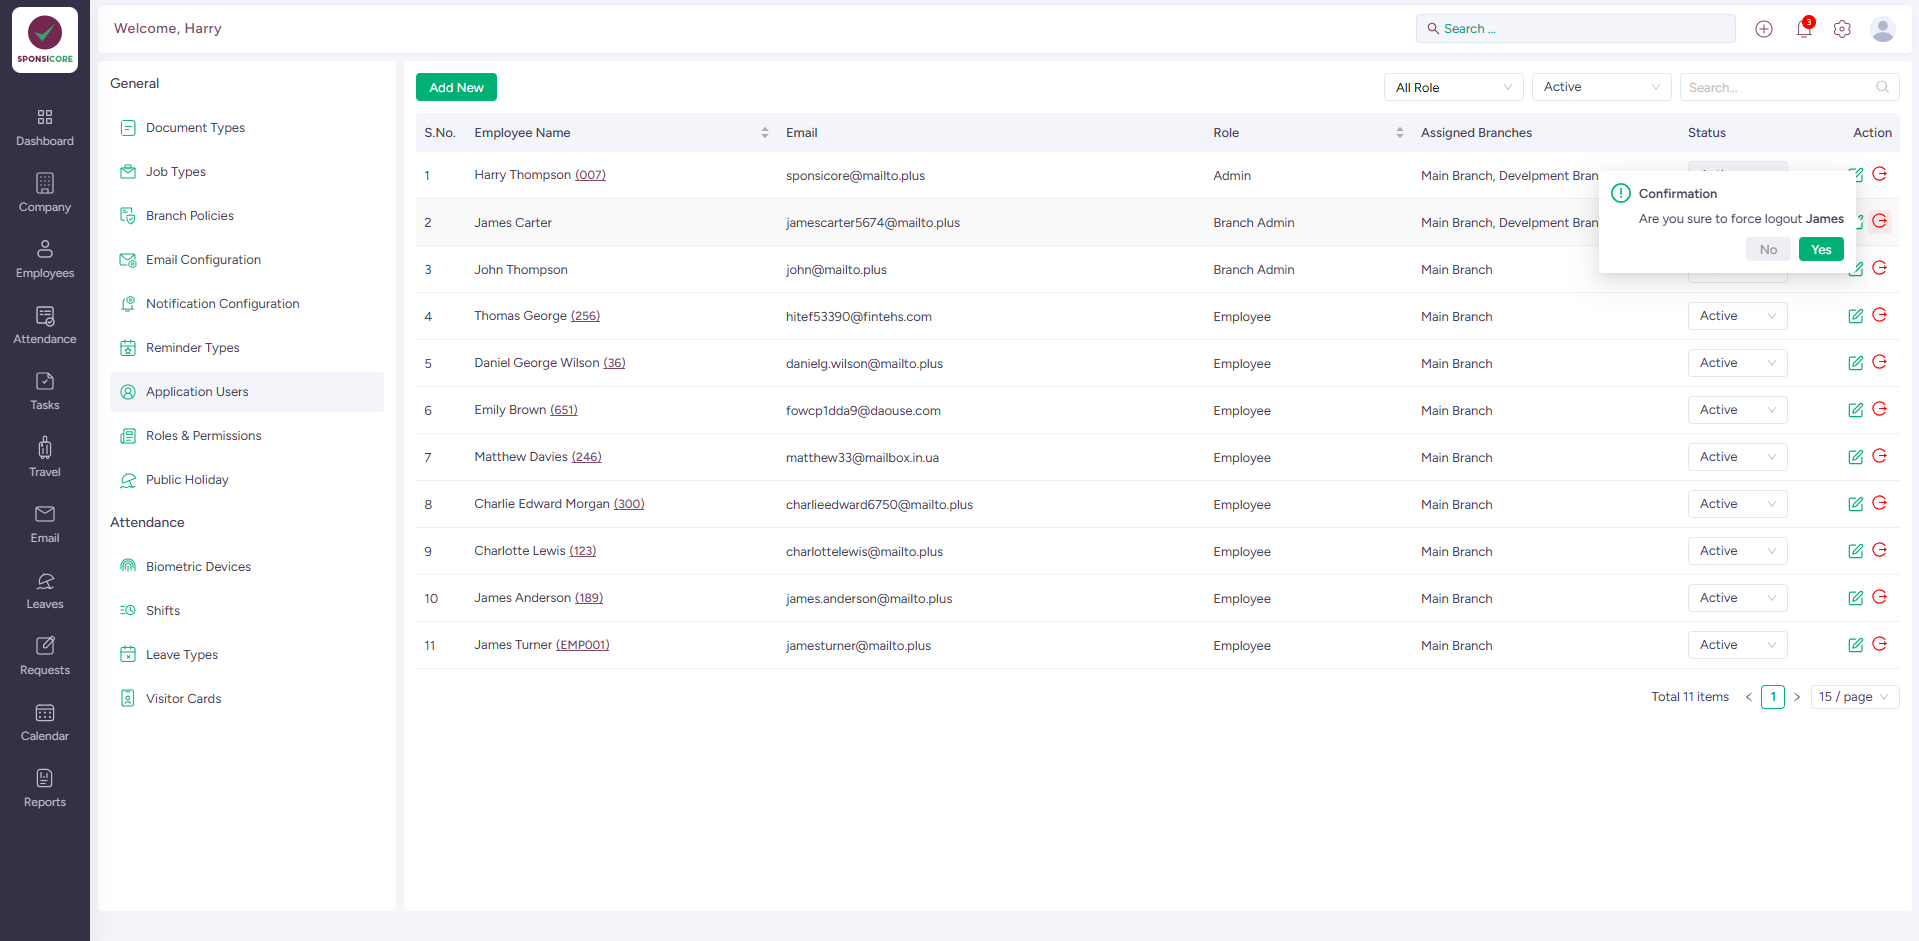 SPONSICORE
Dashboard
Company
Employees
Attendance
Tasks
Travel
Email
Leaves
Requests
Calendar
Reports
Welcome, Harry
Search ...
3
General
Document Types
Job Types
Branch Policies
Email Configuration
Notification Configuration
Reminder Types
Application Users
Roles & Permissions
Public Holiday
Attendance
Biometric Devices
Shifts
Leave Types
Visitor Cards
Add New
All Role
Active
Search...
S.No. Employee Name Email Role Assigned Branches Status Action
1 Harry Thompson (007) sponsicore@mailto.plus Admin Main Branch, Develpment Bran
2 James Carter jamescarter5674@mailto.plus Branch Admin Main Branch, Develpment Bran
3 John Thompson john@mailto.plus Branch Admin Main Branch
4 Thomas George (256) hitef53390@fintehs.com Employee Main Branch Active
5 Daniel George Wilson (36) danielg.wilson@mailto.plus Employee Main Branch Active
6 Emily Brown (651) fowcp1dda9@daouse.com Employee Main Branch Active
7 Matthew Davies (246) matthew33@mailbox.in.ua Employee Main Branch Active
8 Charlie Edward Morgan (300) charlieedward6750@mailto.plus Employee Main Branch Active
9 Charlotte Lewis (123) charlottelewis@mailto.plus Employee Main Branch Active
10 James Anderson (189) james.anderson@mailto.plus Employee Main Branch Active
11 James Turner (EMP001) jamesturner@mailto.plus Employee Main Branch Active
Confirmation
Are you sure to force logout James
No Yes
Total 11 items < 1 > 15 / page